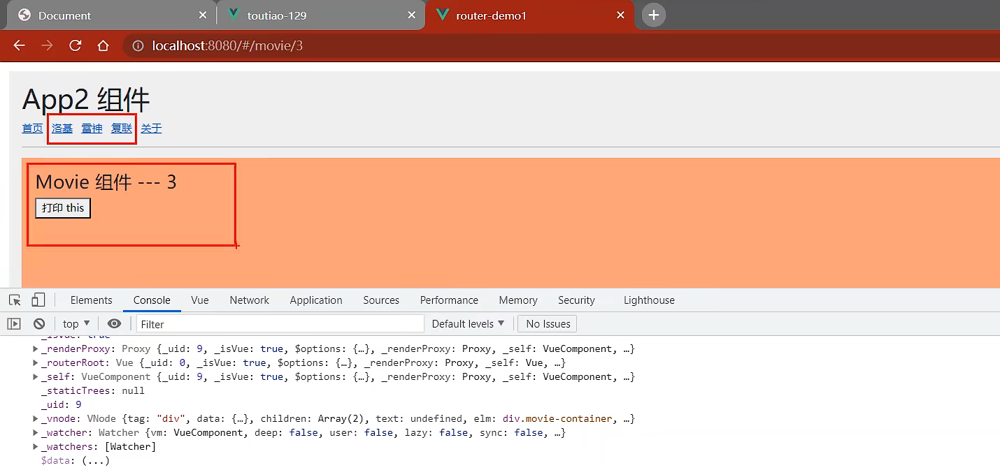 Document toutiao-129 router-demo1
localhost:8080/#/movie/3
App2 组件
首页 洛基 雷神 复联 关于
Movie 组件 --- 3
打印 this
Elements Console Vue Network Application Sources Performance Memory Security Lighthouse
top Filter Default levels No Issues
_isVue: true
_renderProxy: Proxy {_uid: 9, _isVue: true, $options: {…}, _renderProxy: Proxy, _self: VueComponent, …}
_routerRoot: Vue {_uid: 0, _isVue: true, $options: {…}, _renderProxy: Proxy, _self: Vue, …}
_self: VueComponent {_uid: 9, _isVue: true, $options: {…}, _renderProxy: Proxy, _self: VueComponent, …}
_staticTrees: null
_uid: 9
_vnode: VNode {tag: "div", data: {…}, children: Array(2), text: undefined, elm: div.movie-container, …}
_watcher: Watcher {vm: VueComponent, deep: false, user: false, lazy: false, sync: false, …}
_watchers: [Watcher]
$data: (...)